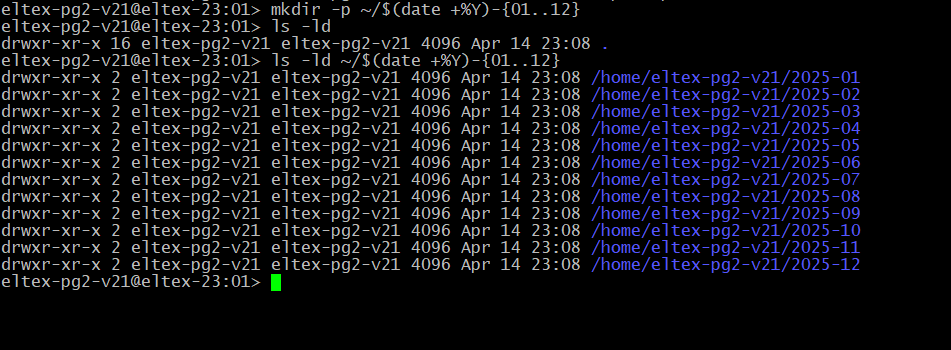 eltex-pg2-v21@eltex-23:01> mkdir -p ~/$(date +%Y)-{01..12}
eltex-pg2-v21@eltex-23:01> ls -ld
drwxr-xr-x 16 eltex-pg2-v21 eltex-pg2-v21 4096 Apr 14 23:08 .
eltex-pg2-v21@eltex-23:01> ls -ld ~/$(date +%Y)-{01..12}
drwxr-xr-x 2 eltex-pg2-v21 eltex-pg2-v21 4096 Apr 14 23:08 /home/eltex-pg2-v21/2025-01
drwxr-xr-x 2 eltex-pg2-v21 eltex-pg2-v21 4096 Apr 14 23:08 /home/eltex-pg2-v21/2025-02
drwxr-xr-x 2 eltex-pg2-v21 eltex-pg2-v21 4096 Apr 14 23:08 /home/eltex-pg2-v21/2025-03
drwxr-xr-x 2 eltex-pg2-v21 eltex-pg2-v21 4096 Apr 14 23:08 /home/eltex-pg2-v21/2025-04
drwxr-xr-x 2 eltex-pg2-v21 eltex-pg2-v21 4096 Apr 14 23:08 /home/eltex-pg2-v21/2025-05
drwxr-xr-x 2 eltex-pg2-v21 eltex-pg2-v21 4096 Apr 14 23:08 /home/eltex-pg2-v21/2025-06
drwxr-xr-x 2 eltex-pg2-v21 eltex-pg2-v21 4096 Apr 14 23:08 /home/eltex-pg2-v21/2025-07
drwxr-xr-x 2 eltex-pg2-v21 eltex-pg2-v21 4096 Apr 14 23:08 /home/eltex-pg2-v21/2025-08
drwxr-xr-x 2 eltex-pg2-v21 eltex-pg2-v21 4096 Apr 14 23:08 /home/eltex-pg2-v21/2025-09
drwxr-xr-x 2 eltex-pg2-v21 eltex-pg2-v21 4096 Apr 14 23:08 /home/eltex-pg2-v21/2025-10
drwxr-xr-x 2 eltex-pg2-v21 eltex-pg2-v21 4096 Apr 14 23:08 /home/eltex-pg2-v21/2025-11
drwxr-xr-x 2 eltex-pg2-v21 eltex-pg2-v21 4096 Apr 14 23:08 /home/eltex-pg2-v21/2025-12
eltex-pg2-v21@eltex-23:01>